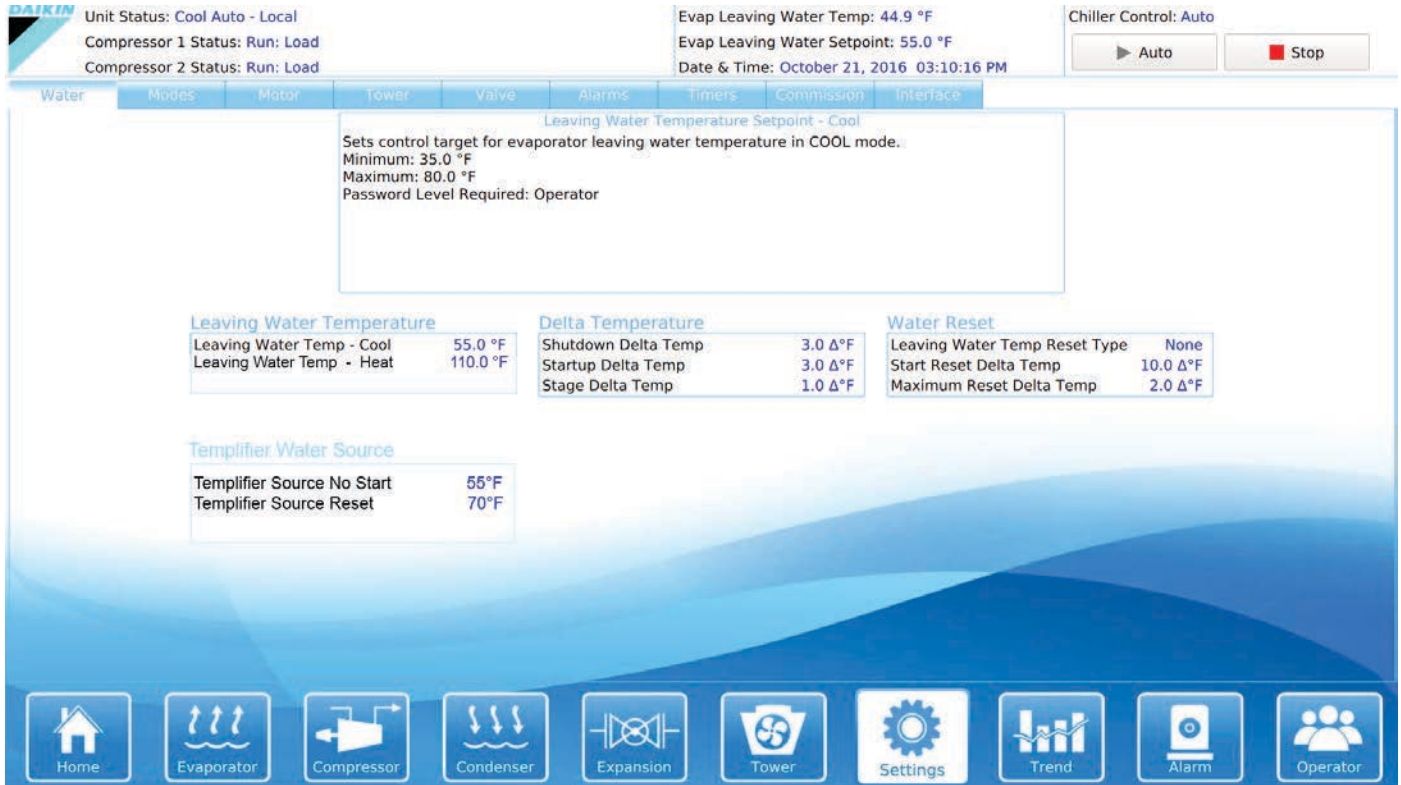 DAIKIN
Unit Status: Cool Auto - Local
Compressor 1 Status: Run: Load
Compressor 2 Status: Run: Load
Evap Leaving Water Temp: 44.9 °F
Evap Leaving Water Setpoint: 55.0 °F
Date & Time: October 21, 2016 03:10:16 PM
Chiller Control: Auto
Auto
Stop
Water Modes Motor Tower Valve Alarms Timers Commission Interface
Leaving Water Temperature Setpoint - Cool
Sets control target for evaporator leaving water temperature in COOL mode.
Minimum: 35.0 °F
Maximum: 80.0 °F
Password Level Required: Operator
Leaving Water Temperature
Leaving Water Temp - Cool 55.0 °F
Leaving Water Temp - Heat 110.0 °F
Delta Temperature
Shutdown Delta Temp 3.0 Δ°F
Startup Delta Temp 3.0 Δ°F
Stage Delta Temp 1.0 Δ°F
Water Reset
Leaving Water Temp Reset Type None
Start Reset Delta Temp 10.0 Δ°F
Maximum Reset Delta Temp 2.0 Δ°F
Templifier Water Source
Templifier Source No Start 55°F
Templifier Source Reset 70°F
Home Evaporator Compressor Condenser Expansion Tower Settings Trend Alarm Operator